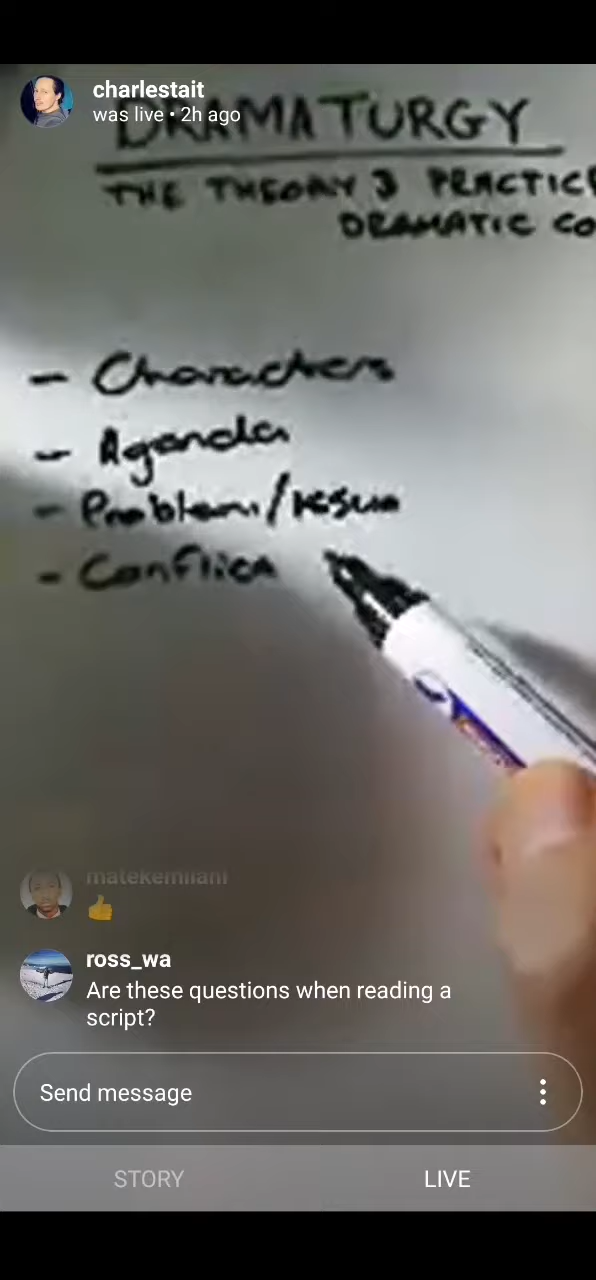 charlestait
was live • 2h ago
DRAMATURGY
THE THEORY & PRACTICE
DRAMATIC CO
- Characters
- Agenda
- Problem/issue
- Conflict
matekemilani
👍
ross_wa
Are these questions when reading a
script?
Send message
STORY
LIVE